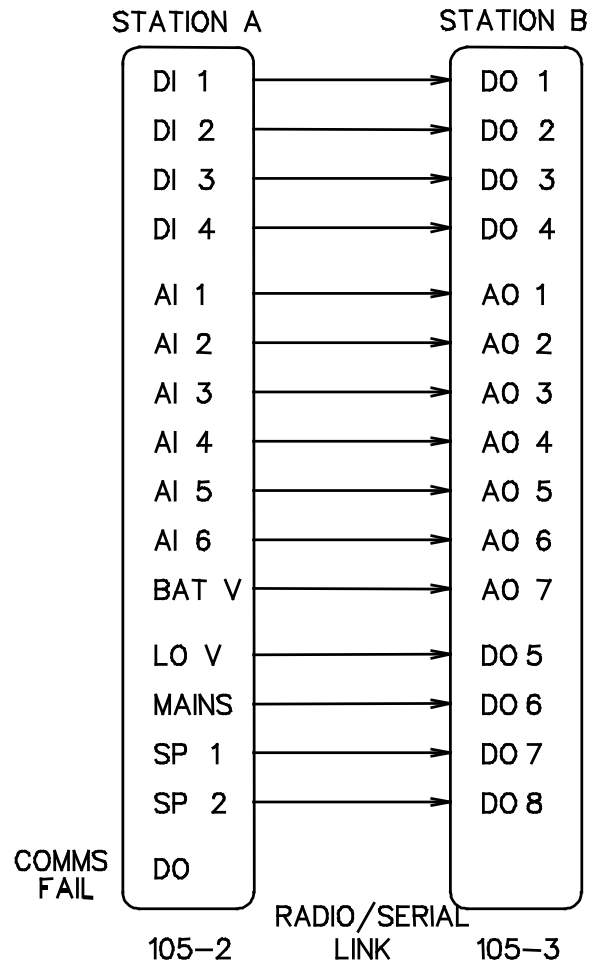 STATION A STATION B
DI 1 DO 1
DI 2 DO 2
DI 3 DO 3
DI 4 DO 4
AI 1 AO 1
AI 2 AO 2
AI 3 AO 3
AI 4 AO 4
AI 5 AO 5
AI 6 AO 6
BAT V AO 7
LO V DO 5
MAINS DO 6
SP 1 DO 7
SP 2 DO 8
COMMS
FAIL
DO
RADIO/SERIAL
LINK
105-2 105-3